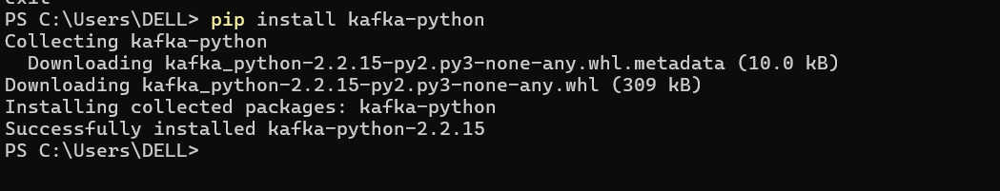 exit
PS C:\Users\DELL> pip install kafka-python
Collecting kafka-python
  Downloading kafka_python-2.2.15-py2.py3-none-any.whl.metadata (10.0 kB)
Downloading kafka_python-2.2.15-py2.py3-none-any.whl (309 kB)
Installing collected packages: kafka-python
Successfully installed kafka-python-2.2.15
PS C:\Users\DELL>